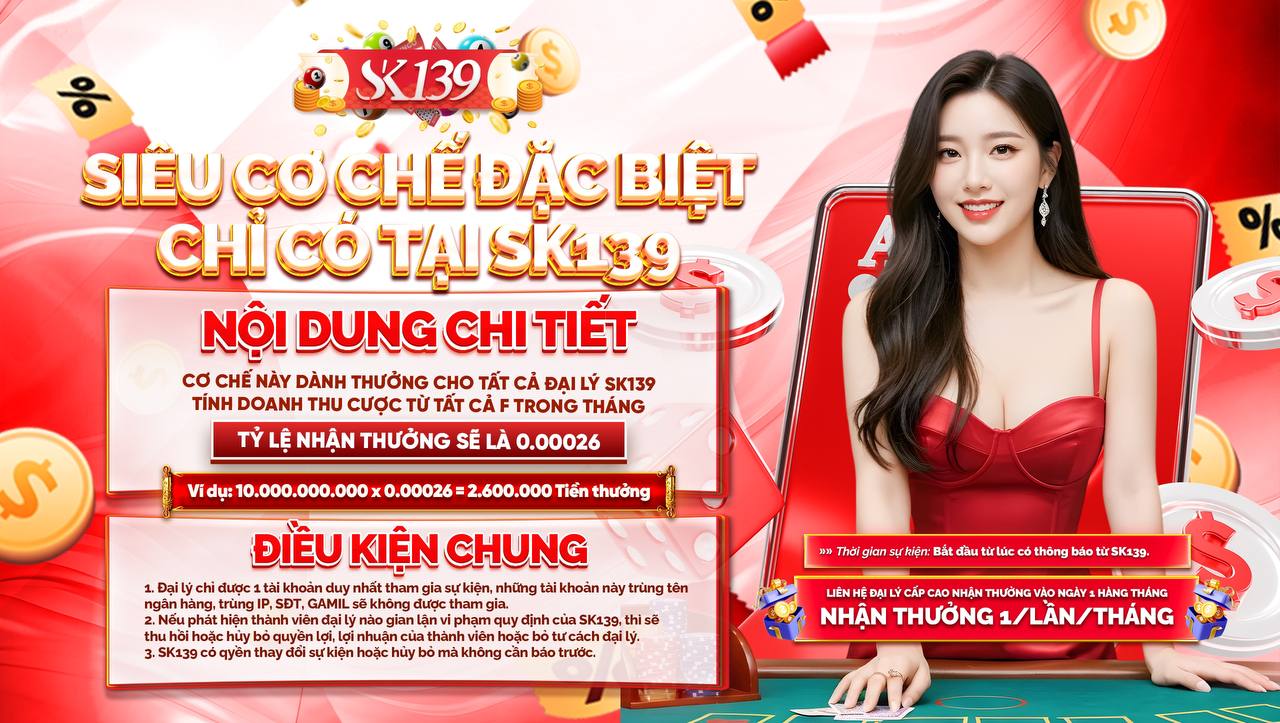 SK139
SIÊU CƠ CHẾ ĐẶC BIỆT
CHỈ CÓ TẠI SK139
NỘI DUNG CHI TIẾT
CƠ CHẾ NÀY DÀNH THƯỞNG CHO TẤT CẢ ĐẠI LÝ SK139
TÍNH DOANH THU CƯỢC TỪ TẤT CẢ F TRONG THÁNG
TỶ LỆ NHẬN THƯỞNG SẼ LÀ 0.00026
Ví dụ: 10.000.000.000 x 0.00026 = 2.600.000 Tiền thưởng
ĐIỀU KIỆN CHUNG
1. Đại lý chỉ được 1 tài khoản duy nhất tham gia sự kiện, những tài khoản này trùng tên
ngân hàng, trùng IP, SĐT, GAMIL sẽ không được tham gia.
2. Nếu phát hiện thành viên đại lý nào gian lận vi phạm quy định của SK139, thì sẽ
thu hồi hoặc hủy bỏ quyền lợi, lợi nhuận của thành viên hoặc bỏ tư cách đại lý.
3. SK139 có qyền thay đổi sự kiện hoặc hủy bỏ mà không cần báo trước.
»» Thời gian sự kiện: Bắt đầu từ lúc có thông báo từ SK139.
LIÊN HỆ ĐẠI LÝ CẤP CAO NHẬN THƯỞNG VÀO NGÀY 1 HÀNG THÁNG
NHẬN THƯỞNG 1/LẦN/THÁNG